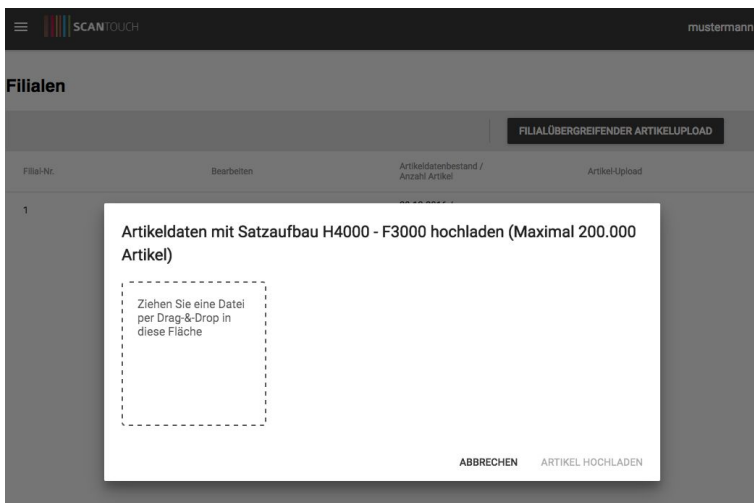 SCANTOUCH
mustermann
Filialen
FILIALÜBERGREIFENDER ARTIKELUPLOAD
Filial-Nr.
Bearbeiten
Artikeldatenbestand /
Anzahl Artikel
Artikel-Upload
1
Artikeldaten mit Satzaufbau H4000 - F3000 hochladen (Maximal 200.000
Artikel)
Ziehen Sie eine Datei
per Drag-&-Drop in
diese Fläche
ABBRECHEN
ARTIKEL HOCHLADEN